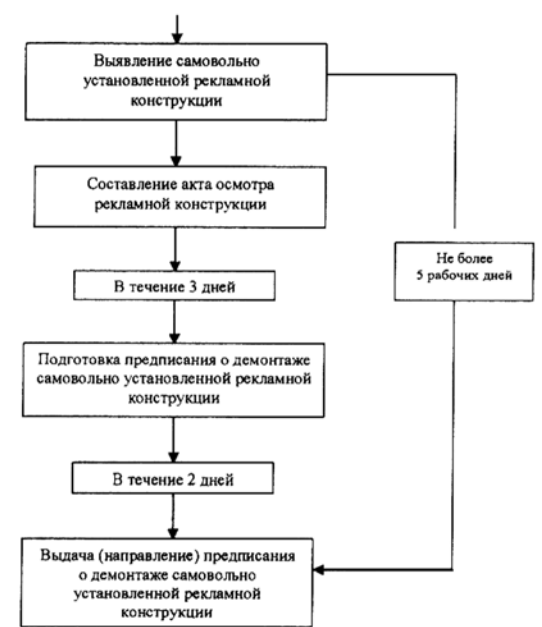 Выявление самовольно
установленной рекламной
конструкции
Составление акта осмотра
рекламной конструкции
Не более
5 рабочих дней
В течение 3 дней
Подготовка предписания о демонтаже
самовольно установленной рекламной
конструкции
В течение 2 дней
Выдача (направление) предписания
о демонтаже самовольно
установленной рекламной
конструкции